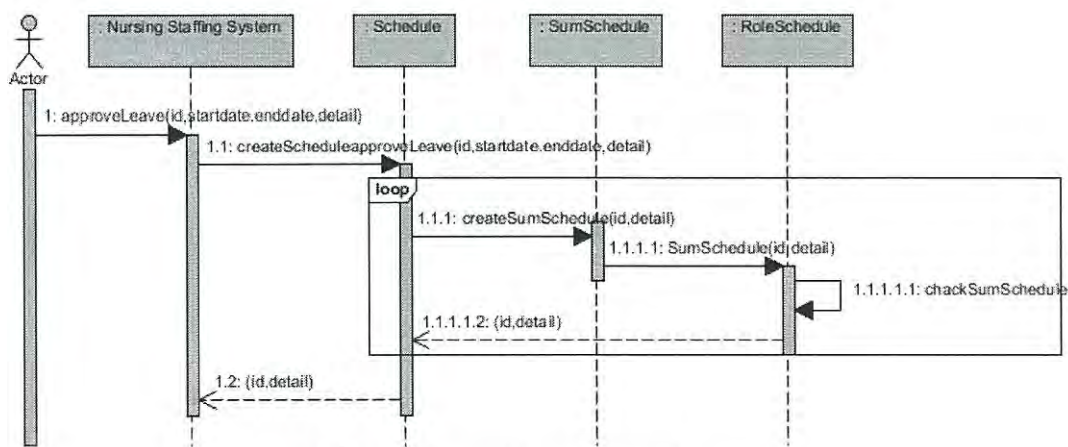 : Nursing Staffing System
: Schedule
: SumSchedule
: RoleSchedule
Actor
1: approveLeave(id,startdate.enddate,detail)
1.1: createScheduleapproveLeave(id,startdate.enddate,detail)
loop
1.1.1: createSumSchedule(id,detail)
1.1.1.1: SumSchedule(id,detail)
1.1.1.1.1: chackSumSchedule
1.1.1.1.2: (id,detail)
1.2: (id,detail)